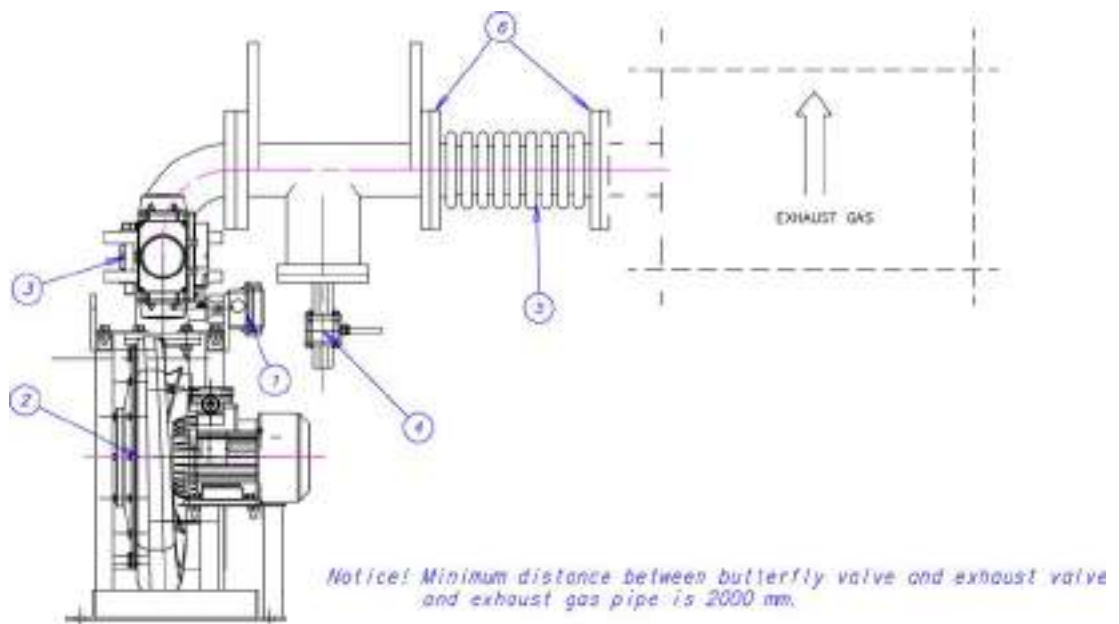 6
EXHAUST GAS
3
5
1
2
4
Notice! Minimum distance between butterfly valve and exhaust valve
and exhaust gas pipe is 2000 mm.